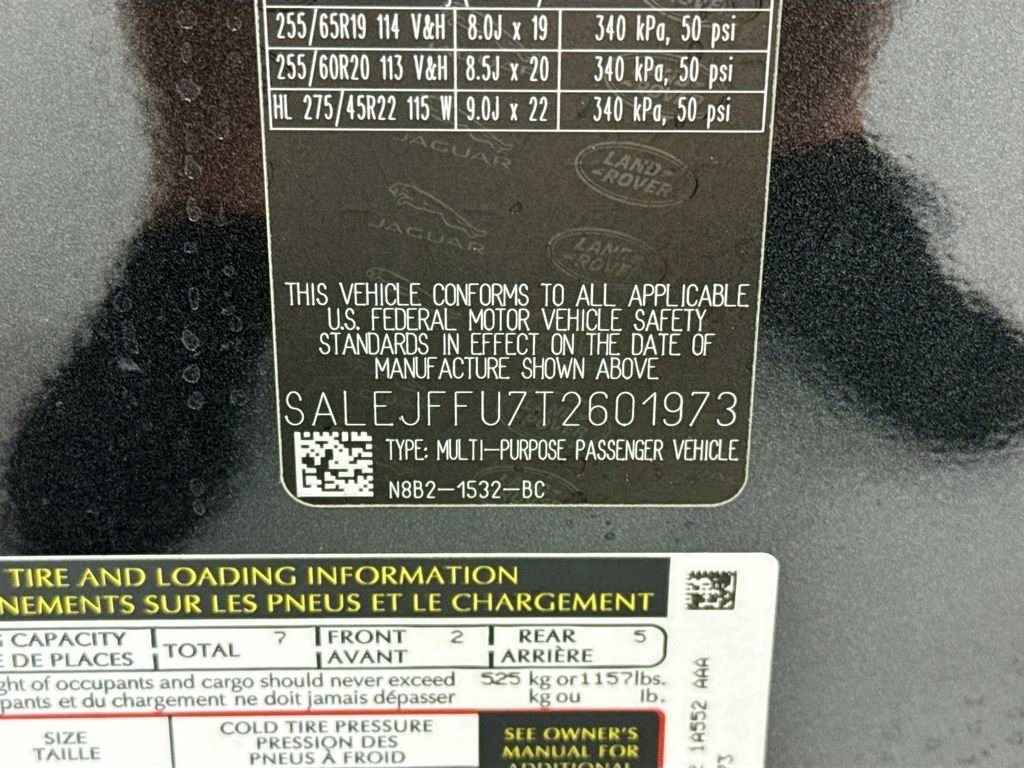 255/65R19 114 V&H 8.0J x 19 340 kPa, 50 psi
255/60R20 113 V&H 8.5J x 20 340 kPa, 50 psi
HL 275/45R22 115 W 9.0J x 22 340 kPa, 50 psi
JAGUAR
LAND ROVER
JAGUAR
LAND ROVER
THIS VEHICLE CONFORMS TO ALL APPLICABLE
U.S. FEDERAL MOTOR VEHICLE SAFETY
STANDARDS IN EFFECT ON THE DATE OF
MANUFACTURE SHOWN ABOVE
SALEJFFU7T2601973
TYPE: MULTI-PURPOSE PASSENGER VEHICLE
N8B2-1532-BC
TIRE AND LOADING INFORMATION
NEMENTS SUR LES PNEUS ET LE CHARGEMENT
CAPACITY TOTAL 7 FRONT 2 REAR 5
DE PLACES AVANT ARRIÈRE
ght of occupants and cargo should never exceed 525 kg or 1157 lbs.
pants et du chargement ne doit jamais dépasser kg ou lb.
SIZE
TAILLE
COLD TIRE PRESSURE
PRESSION DES
PNEUS À FROID
SEE OWNER'S
MANUAL FOR
ADDITIONAL
1A552 AAA